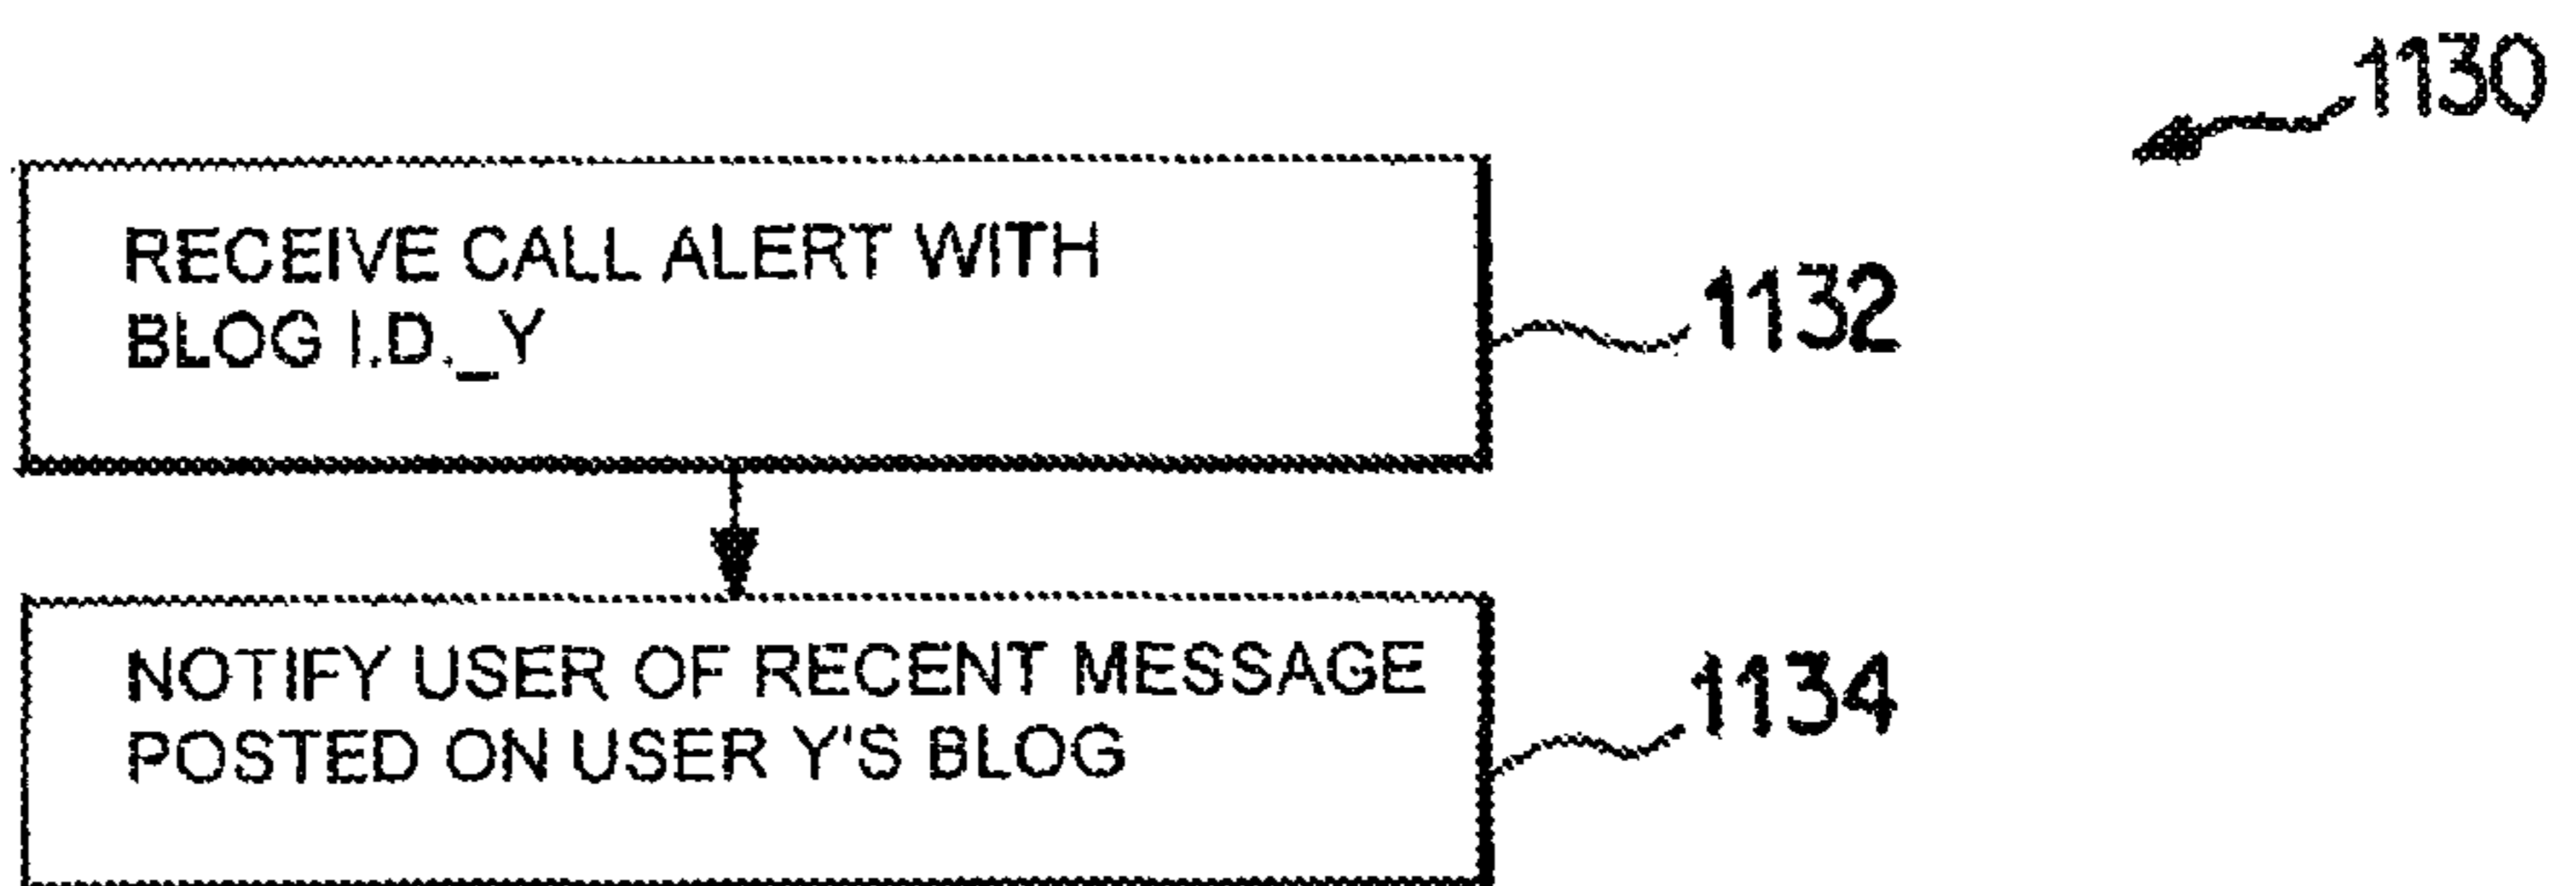 1130
RECEIVE CALL ALERT WITH
BLOG I.D._Y
1132
NOTIFY USER OF RECENT MESSAGE
POSTED ON USER Y'S BLOG
1134